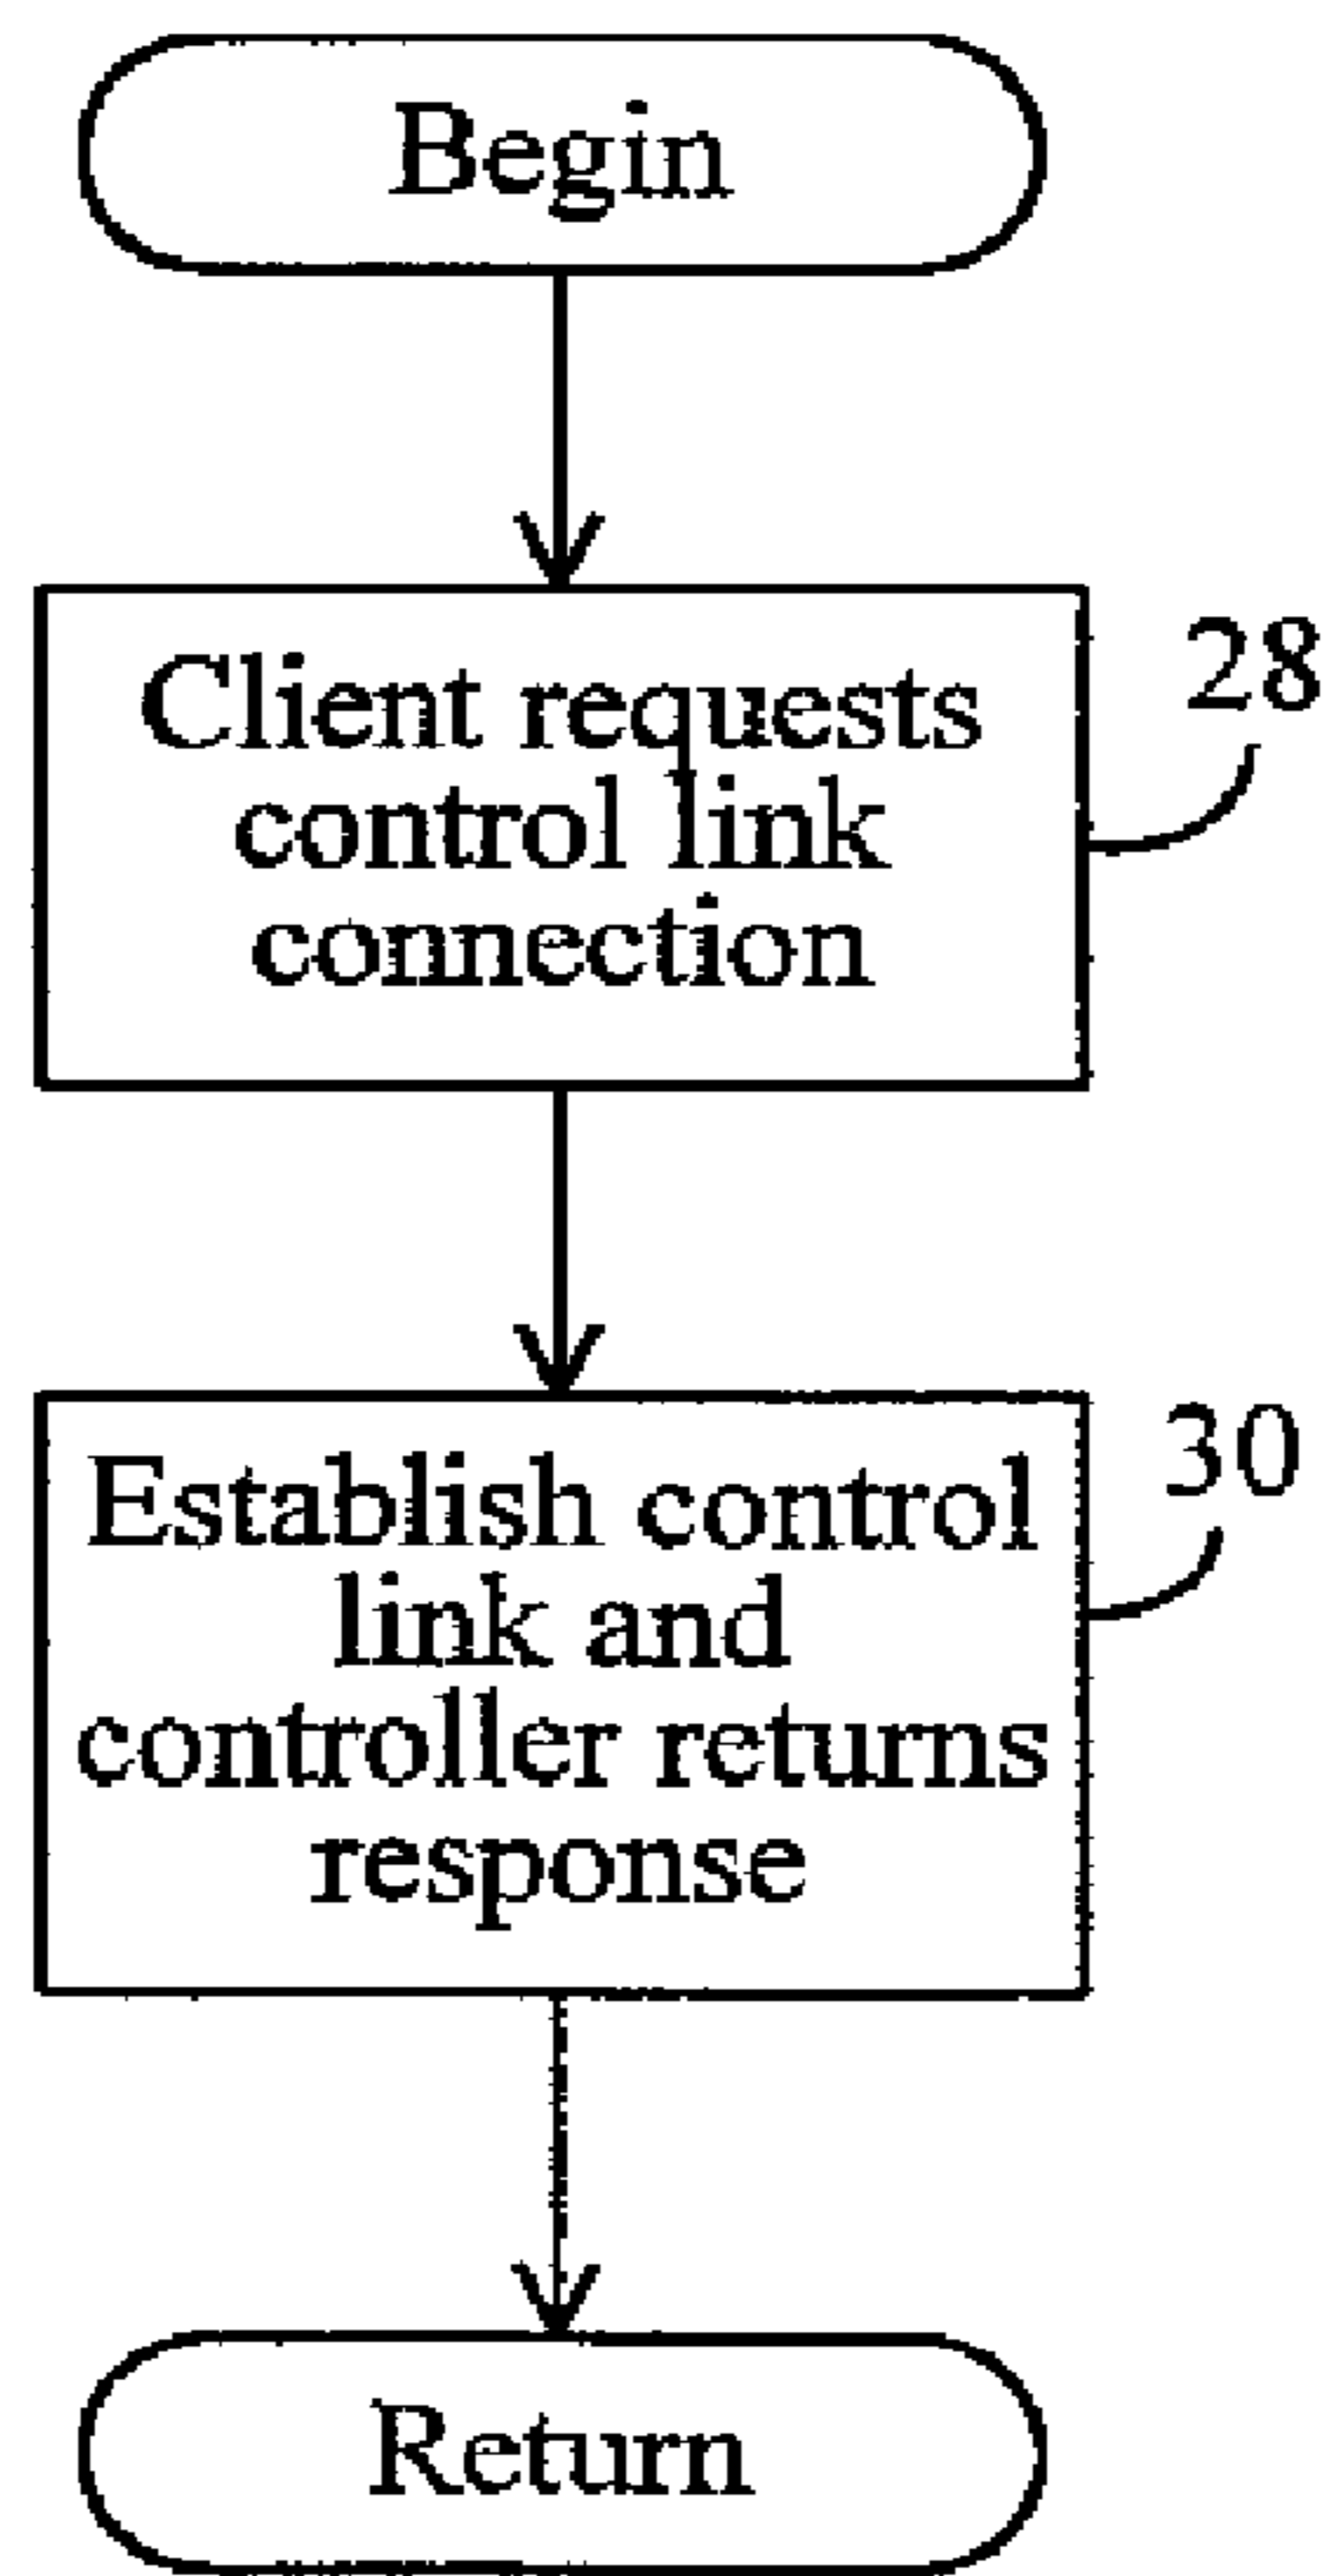 Begin
Client requests
control link
connection
28
Establish control
link and
controller returns
response
30
Return